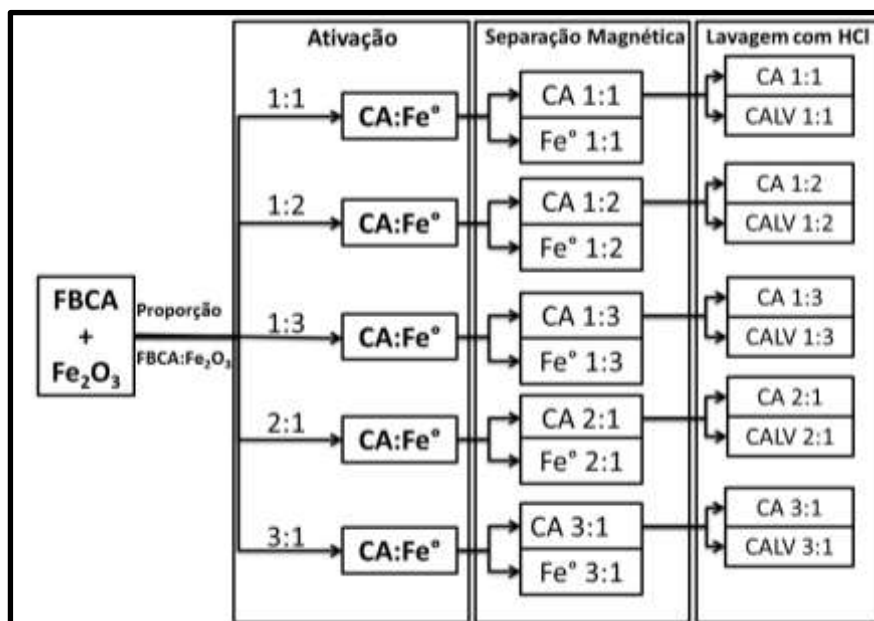 Ativação
Separação Magnética
Lavagem com HCl
FBCA
+
Fe₂O₃
Proporção
FBCA:Fe₂O₃
1:1
CA:Fe°
CA 1:1
Fe° 1:1
CA 1:1
CALV 1:1
1:2
CA:Fe°
CA 1:2
Fe° 1:2
CA 1:2
CALV 1:2
1:3
CA:Fe°
CA 1:3
Fe° 1:3
CA 1:3
CALV 1:3
2:1
CA:Fe°
CA 2:1
Fe° 2:1
CA 2:1
CALV 2:1
3:1
CA:Fe°
CA 3:1
Fe° 3:1
CA 3:1
CALV 3:1